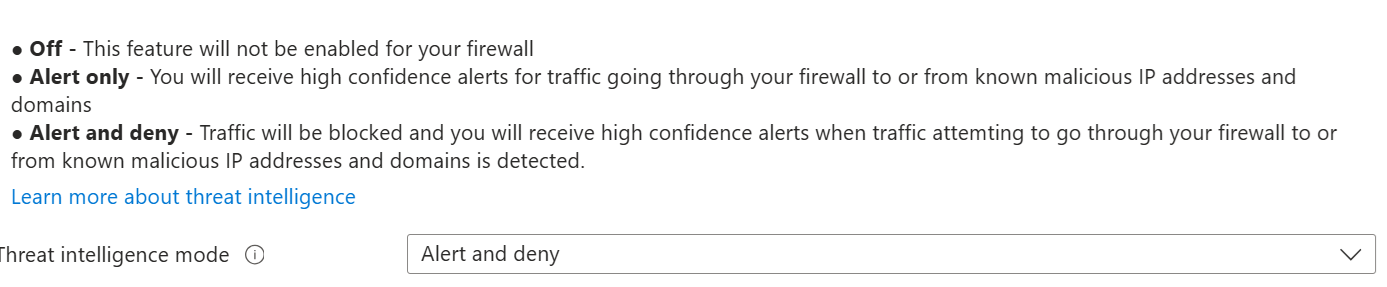 ● Off - This feature will not be enabled for your firewall
● Alert only - You will receive high confidence alerts for traffic going through your firewall to or from known malicious IP addresses and
domains
● Alert and deny - Traffic will be blocked and you will receive high confidence alerts when traffic attemting to go through your firewall to or
from known malicious IP addresses and domains is detected.
Learn more about threat intelligence
Threat intelligence mode
Alert and deny